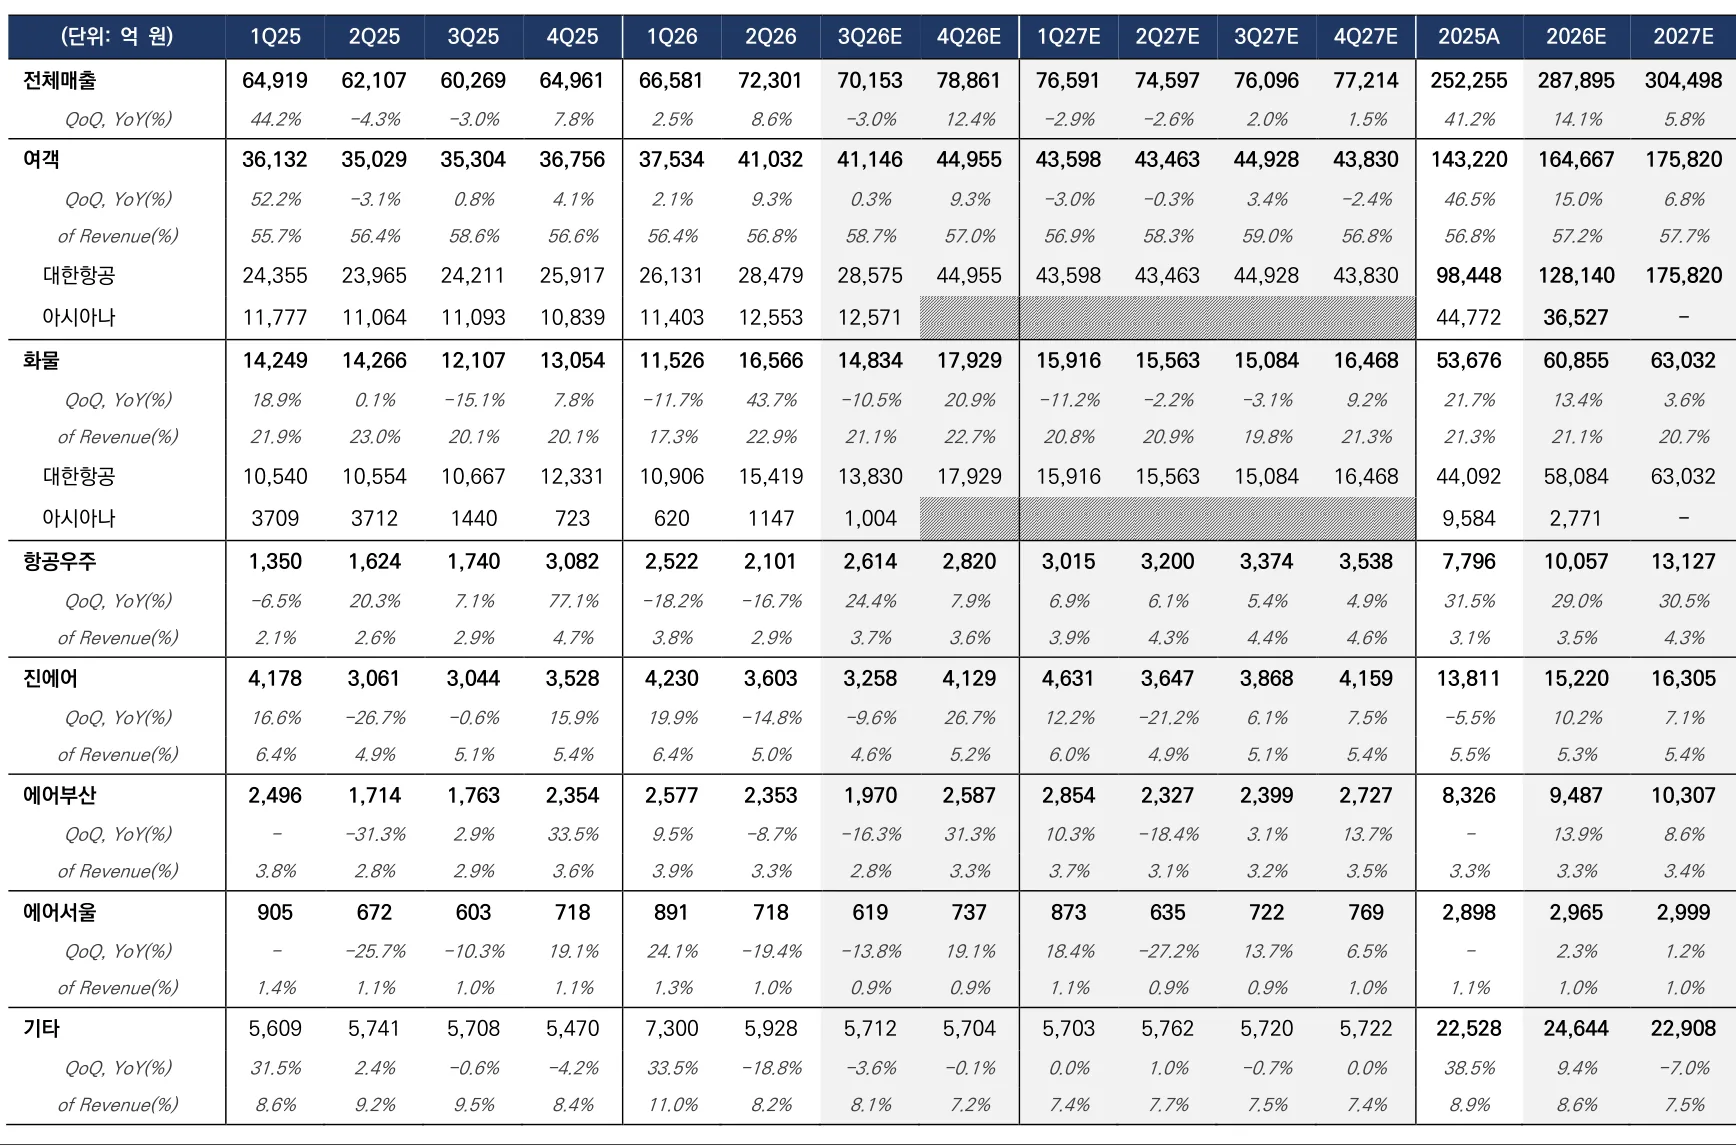 (단위: 억 원) 1Q25 2Q25 3Q25 4Q25 1Q26 2Q26 3Q26E 4Q26E 1Q27E 2Q27E 3Q27E 4Q27E 2025A 2026E 2027E
전체매출 64,919 62,107 60,269 64,961 66,581 72,301 70,153 78,861 76,591 74,597 76,096 77,214 252,255 287,895 304,498
QoQ, YoY(%) 44.2% -4.3% -3.0% 7.8% 2.5% 8.6% -3.0% 12.4% -2.9% -2.6% 2.0% 1.5% 41.2% 14.1% 5.8%
여객 36,132 35,029 35,304 36,756 37,534 41,032 41,146 44,955 43,598 43,463 44,928 43,830 143,220 164,667 175,820
QoQ, YoY(%) 52.2% -3.1% 0.8% 4.1% 2.1% 9.3% 0.3% 9.3% -3.0% -0.3% 3.4% -2.4% 46.5% 15.0% 6.8%
of Revenue(%) 55.7% 56.4% 58.6% 56.6% 56.4% 56.8% 58.7% 57.0% 56.9% 58.3% 59.0% 56.8% 56.8% 57.2% 57.7%
대한항공 24,355 23,965 24,211 25,917 26,131 28,479 28,575 44,955 43,598 43,463 44,928 43,830 98,448 128,140 175,820
아시아나 11,777 11,064 11,093 10,839 11,403 12,553 12,571 44,772 36,527 -
화물 14,249 14,266 12,107 13,054 11,526 16,566 14,834 17,929 15,916 15,563 15,084 16,468 53,676 60,855 63,032
QoQ, YoY(%) 18.9% 0.1% -15.1% 7.8% -11.7% 43.7% -10.5% 20.9% -11.2% -2.2% -3.1% 9.2% 21.7% 13.4% 3.6%
of Revenue(%) 21.9% 23.0% 20.1% 20.1% 17.3% 22.9% 21.1% 22.7% 20.8% 20.9% 19.8% 21.3% 21.3% 21.1% 20.7%
대한항공 10,540 10,554 10,667 12,331 10,906 15,419 13,830 17,929 15,916 15,563 15,084 16,468 44,092 58,084 63,032
아시아나 3709 3712 1440 723 620 1147 1,004 9,584 2,771 -
항공우주 1,350 1,624 1,740 3,082 2,522 2,101 2,614 2,820 3,015 3,200 3,374 3,538 7,796 10,057 13,127
QoQ, YoY(%) -6.5% 20.3% 7.1% 77.1% -18.2% -16.7% 24.4% 7.9% 6.9% 6.1% 5.4% 4.9% 31.5% 29.0% 30.5%
of Revenue(%) 2.1% 2.6% 2.9% 4.7% 3.8% 2.9% 3.7% 3.6% 3.9% 4.3% 4.4% 4.6% 3.1% 3.5% 4.3%
진에어 4,178 3,061 3,044 3,528 4,230 3,603 3,258 4,129 4,631 3,647 3,868 4,159 13,811 15,220 16,305
QoQ, YoY(%) 16.6% -26.7% -0.6% 15.9% 19.9% -14.8% -9.6% 26.7% 12.2% -21.2% 6.1% 7.5% -5.5% 10.2% 7.1%
of Revenue(%) 6.4% 4.9% 5.1% 5.4% 6.4% 5.0% 4.6% 5.2% 6.0% 4.9% 5.1% 5.4% 5.5% 5.3% 5.4%
에어부산 2,496 1,714 1,763 2,354 2,577 2,353 1,970 2,587 2,854 2,327 2,399 2,727 8,326 9,487 10,307
QoQ, YoY(%) - -31.3% 2.9% 33.5% 9.5% -8.7% -16.3% 31.3% 10.3% -18.4% 3.1% 13.7% - 13.9% 8.6%
of Revenue(%) 3.8% 2.8% 2.9% 3.6% 3.9% 3.3% 2.8% 3.3% 3.7% 3.1% 3.2% 3.5% 3.3% 3.3% 3.4%
에어서울 905 672 603 718 891 718 619 737 873 635 722 769 2,898 2,965 2,999
QoQ, YoY(%) - -25.7% -10.3% 19.1% 24.1% -19.4% -13.8% 19.1% 18.4% -27.2% 13.7% 6.5% - 2.3% 1.2%
of Revenue(%) 1.4% 1.1% 1.0% 1.1% 1.3% 1.0% 0.9% 0.9% 1.1% 0.9% 0.9% 1.0% 1.1% 1.0% 1.0%
기타 5,609 5,741 5,708 5,470 7,300 5,928 5,712 5,704 5,703 5,762 5,720 5,722 22,528 24,644 22,908
QoQ, YoY(%) 31.5% 2.4% -0.6% -4.2% 33.5% -18.8% -3.6% -0.1% 0.0% 1.0% -0.7% 0.0% 38.5% 9.4% -7.0%
of Revenue(%) 8.6% 9.2% 9.5% 8.4% 11.0% 8.2% 8.1% 7.2% 7.4% 7.7% 7.5% 7.4% 8.9% 8.6% 7.5%